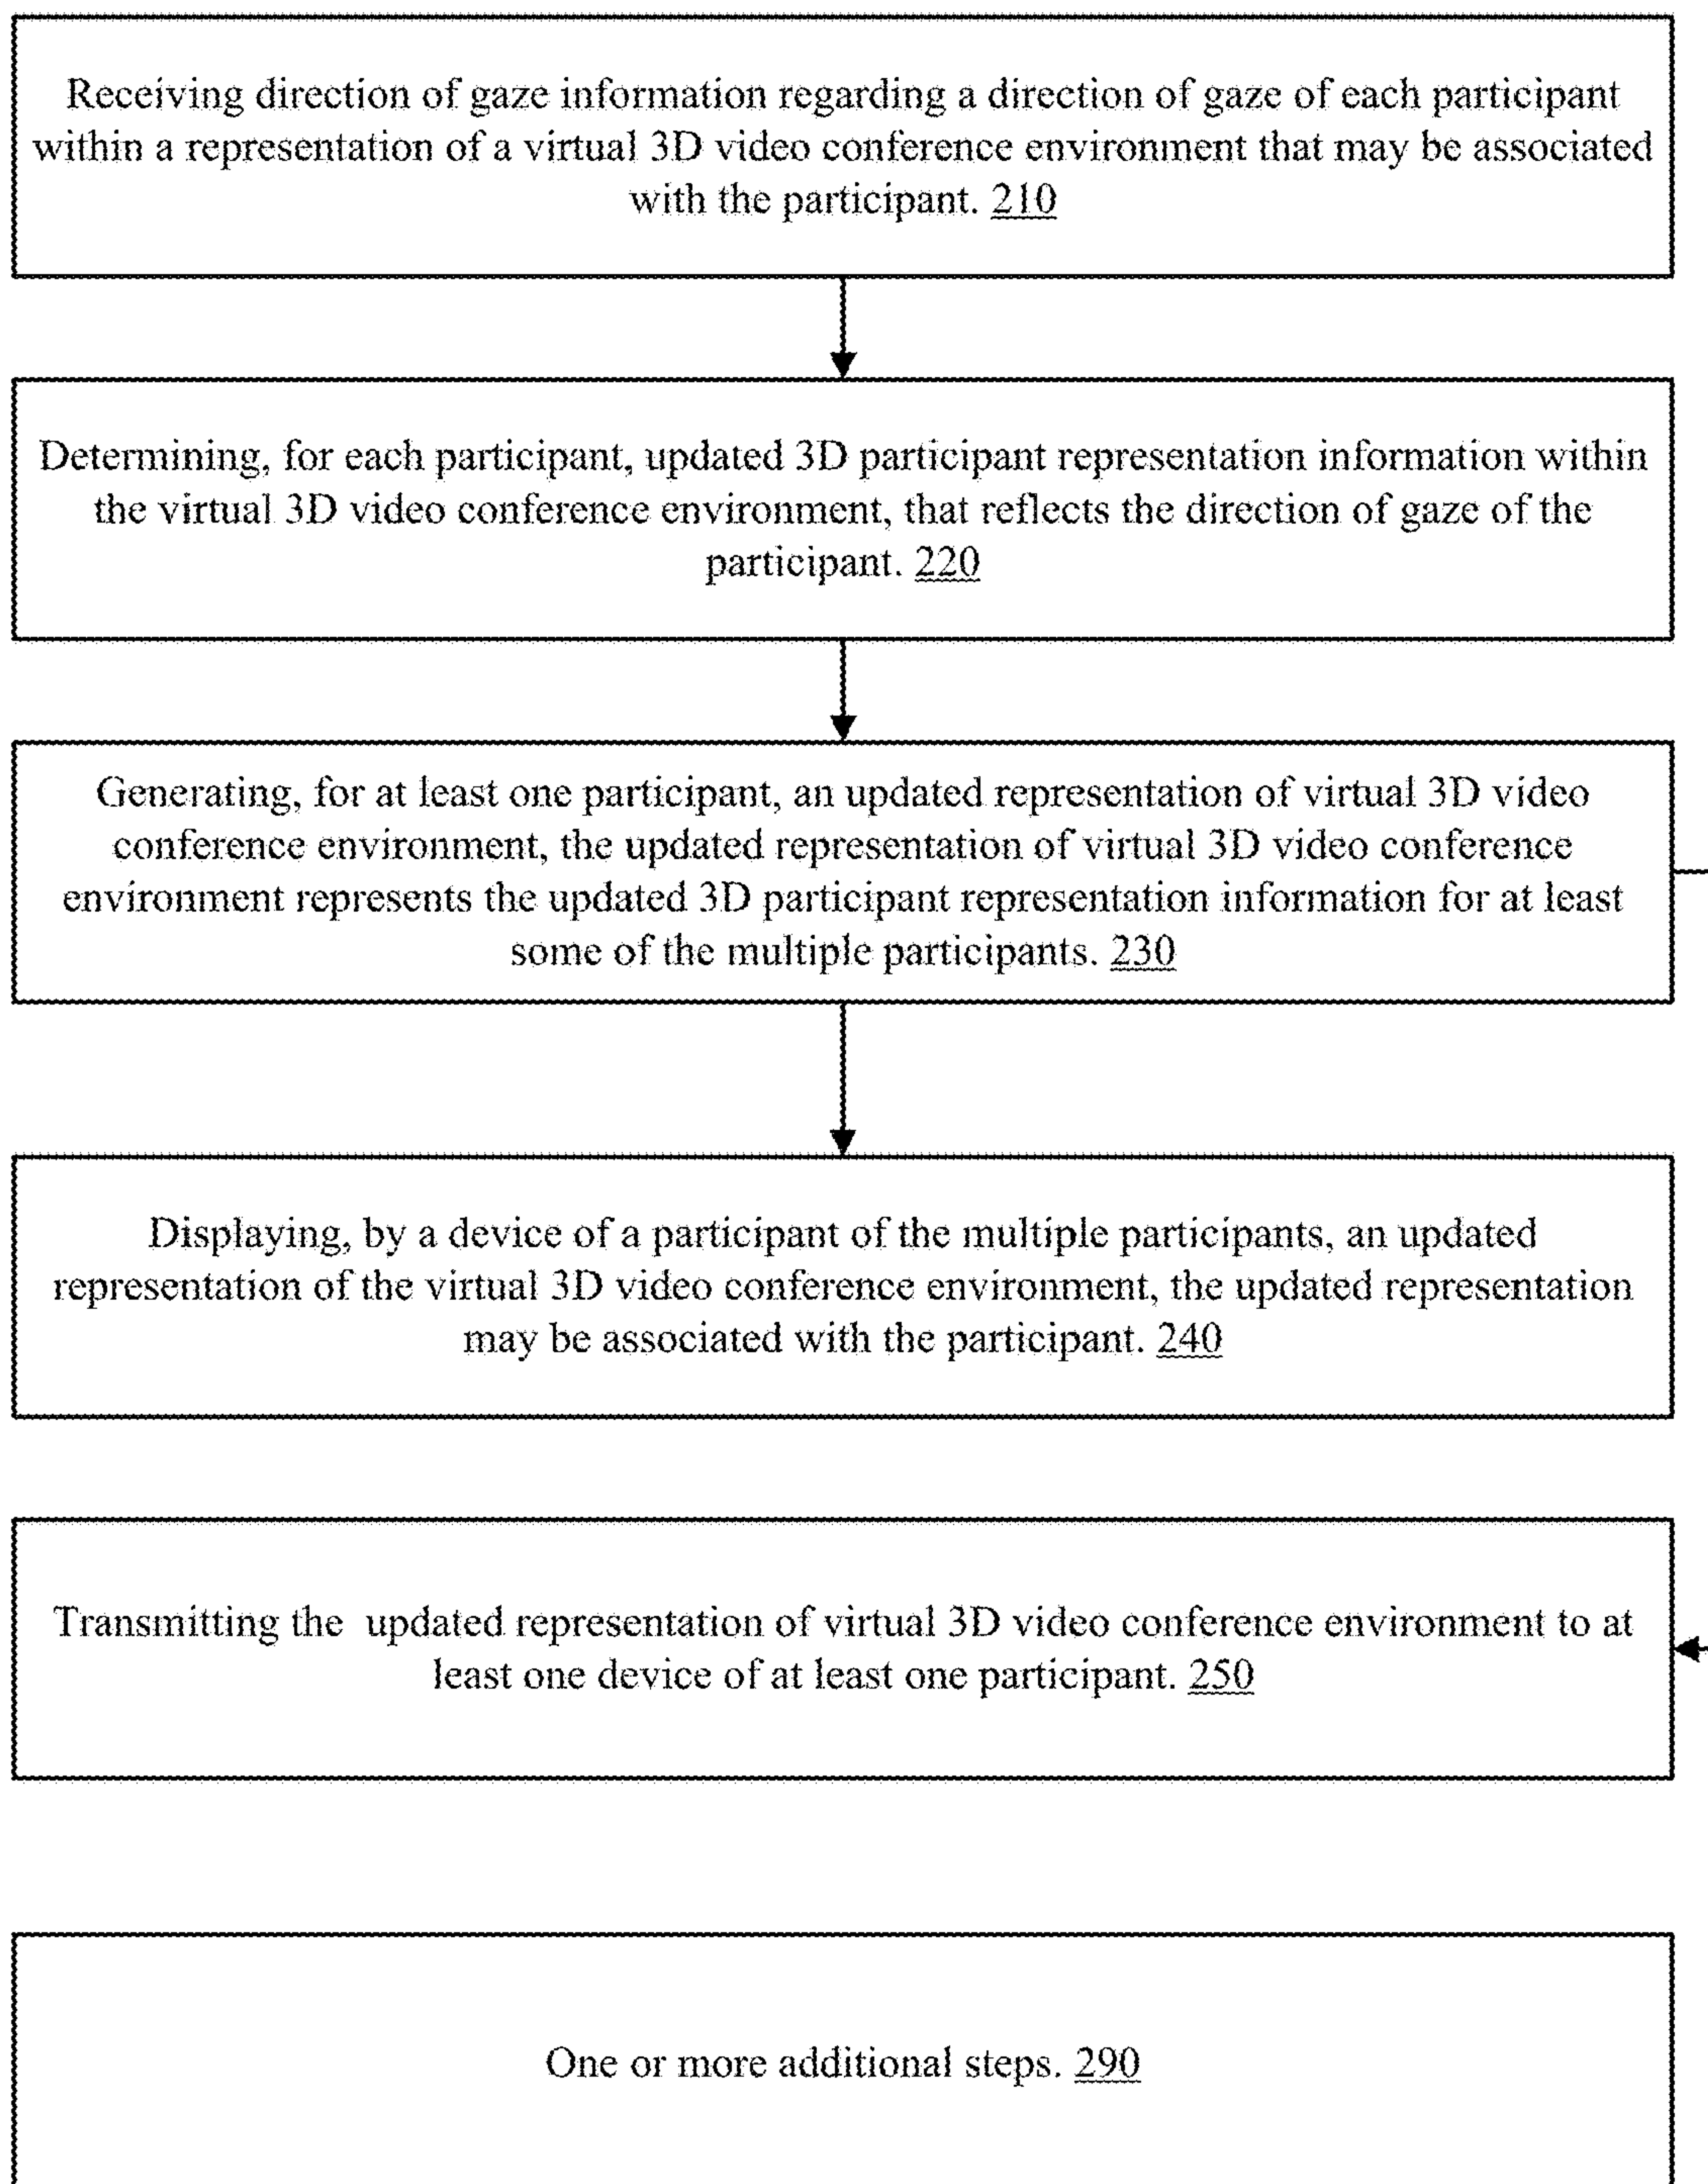 Receiving direction of gaze information regarding a direction of gaze of each participant
within a representation of a virtual 3D video conference environment that may be associated
with the participant. 210
Determining, for each participant, updated 3D participant representation information within
the virtual 3D video conference environment, that reflects the direction of gaze of the
participant. 220
Generating, for at least one participant, an updated representation of virtual 3D video
conference environment, the updated representation of virtual 3D video conference
environment represents the updated 3D participant representation information for at least
some of the multiple participants. 230
Displaying, by a device of a participant of the multiple participants, an updated
representation of the virtual 3D video conference environment, the updated representation
may be associated with the participant. 240
Transmitting the updated representation of virtual 3D video conference environment to at
least one device of at least one participant. 250
One or more additional steps. 290